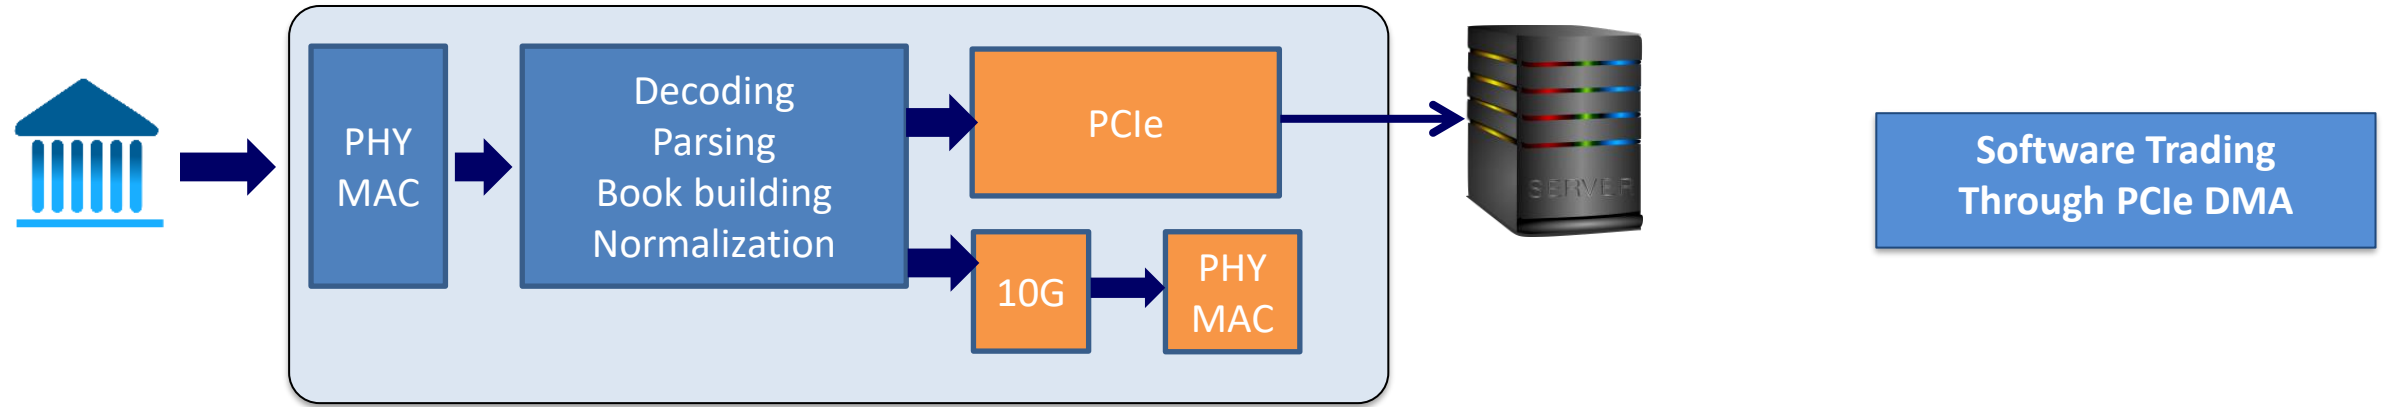 PHY
MAC
Decoding
Parsing
Book building
Normalization
PCIe
10G
PHY
MAC
SERVER
Software Trading
Through PCIe DMA